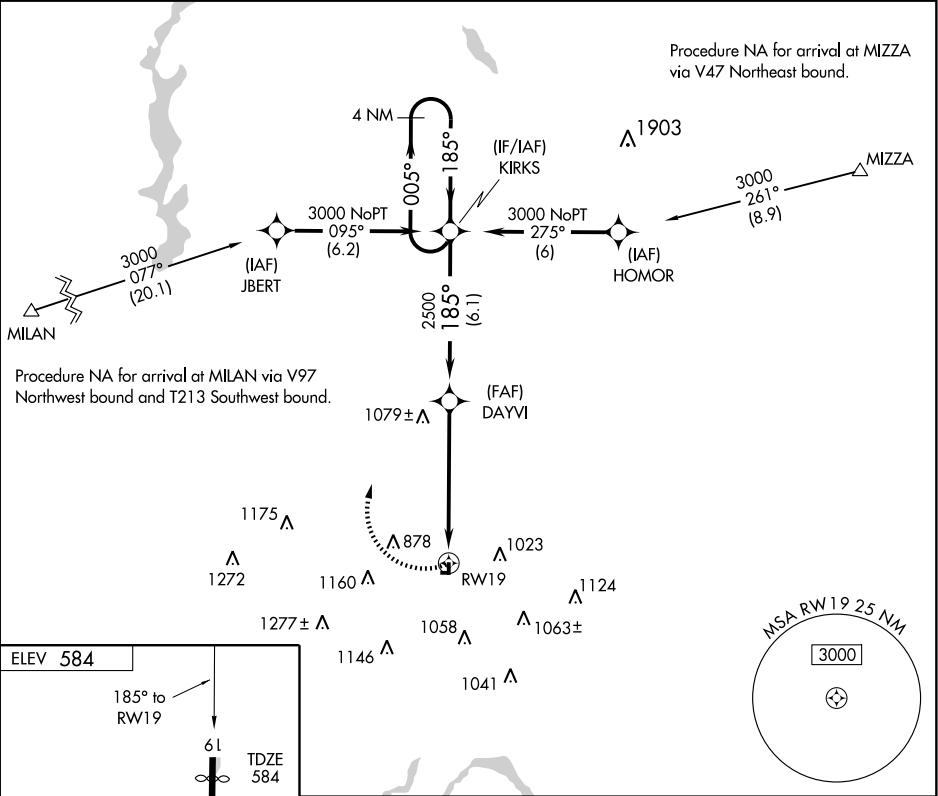 Procedure NA for arrival at MIZZA
via V47 Northeast bound.
4 NM
1903
(IF/IAF)
KIRKS
MIZZA
005°
185°
3000
261°
(8.9)
3000 NoPT
095°
(6.2)
3000 NoPT
275°
(6)
3000
077°
(20.1)
(IAF)
JBERT
(IAF)
HOMOR
2500
185°
(6.1)
MILAN
Procedure NA for arrival at MILAN via V97
Northwest bound and T213 Southwest bound.
(FAF)
DAYVI
1079±
1175
878
1023
1272
1160
RW19
1124
1277±
1058
1063±
1146
1041
MSA RW19 25 NM
3000
ELEV 584
185° to
RW19
19
TDZE
584